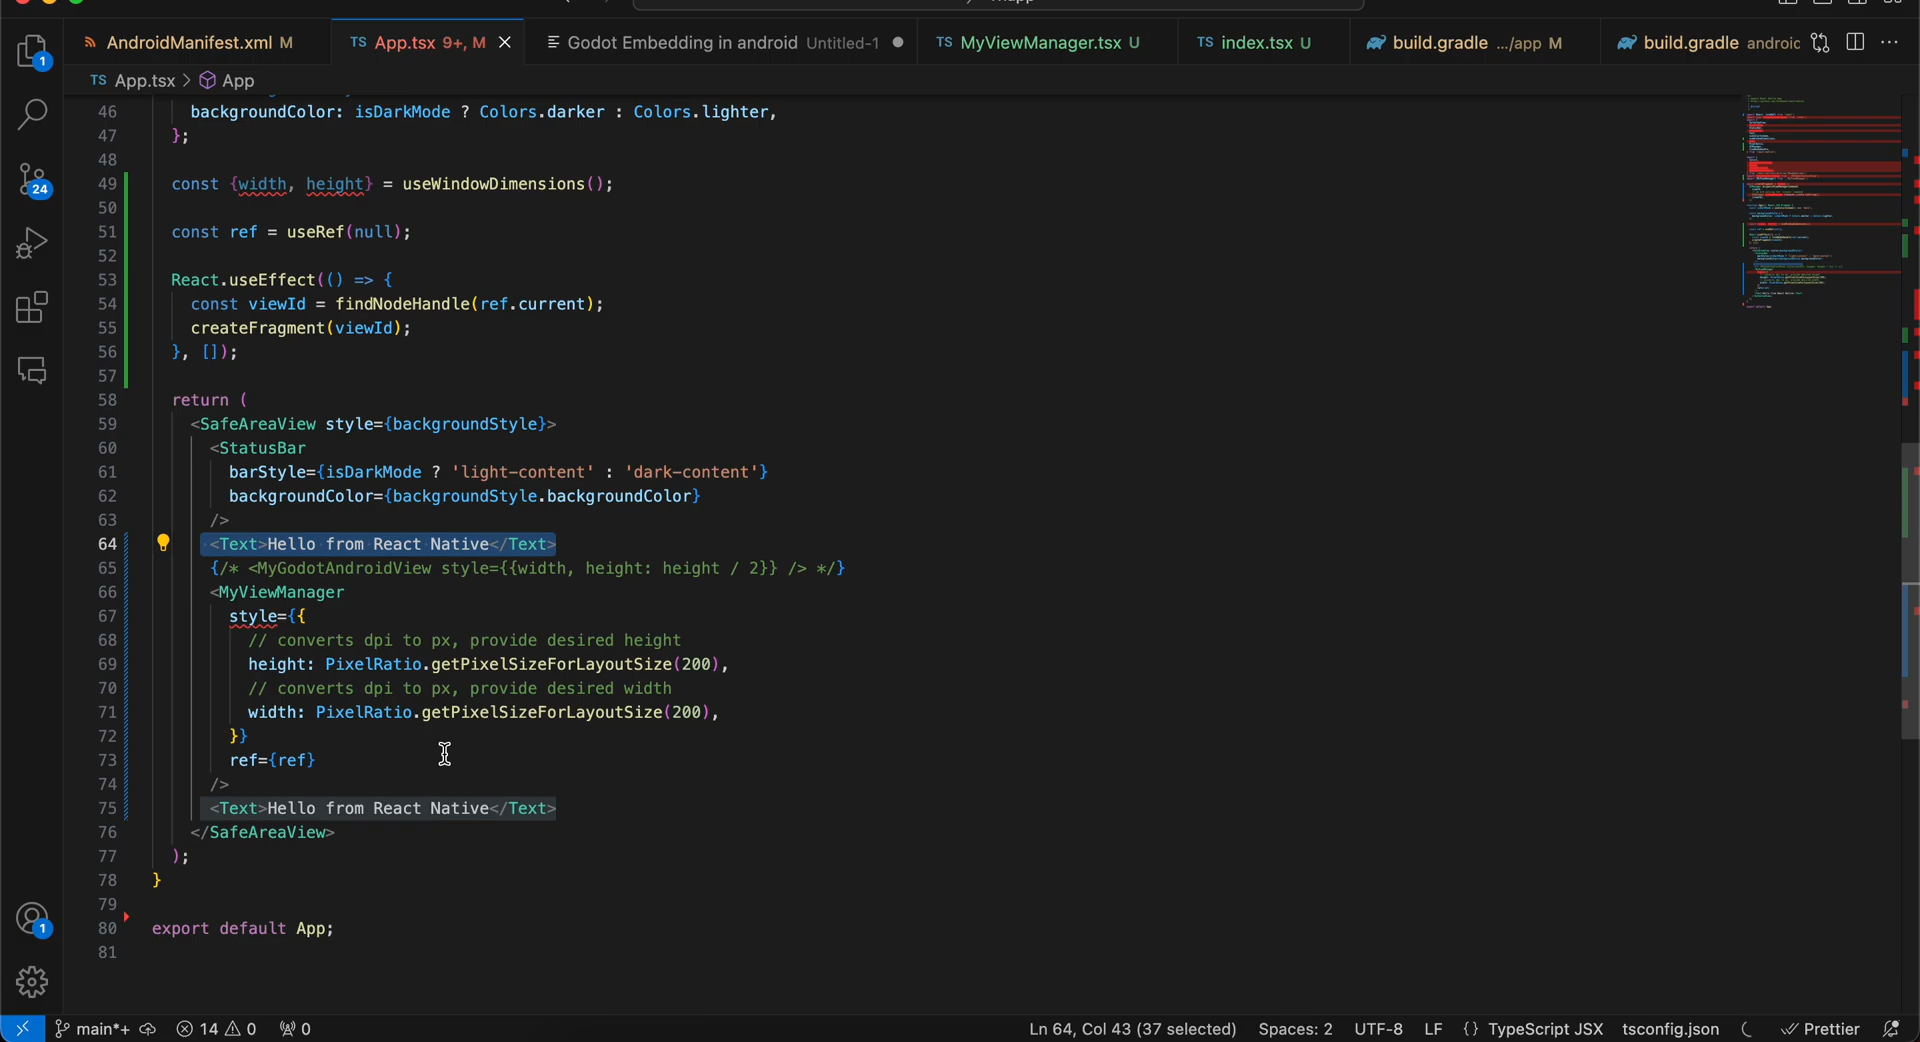 AndroidManifest.xml M
TS App.tsx 9+, M
Godot Embedding in android Untitled-1
TS MyViewManager.tsx U
TS index.tsx U
build.gradle .../app M
build.gradle androic
TS App.tsx > App
46 backgroundColor: isDarkMode ? Colors.darker : Colors.lighter,
47 };
48
49 const {width, height} = useWindowDimensions();
50
51 const ref = useRef(null);
52
53 React.useEffect(() => {
54 const viewId = findNodeHandle(ref.current);
55 createFragment(viewId);
56 }, []);
57
58 return (
59 <SafeAreaView style={backgroundStyle}>
60 <StatusBar
61 barStyle={isDarkMode ? 'light-content' : 'dark-content'}
62 backgroundColor={backgroundStyle.backgroundColor}
63 />
64 <Text>Hello from React Native</Text>
65 {/* <MyGodotAndroidView style={{width, height: height / 2}} /> */}
66 <MyViewManager
67 style={{
68 // converts dpi to px, provide desired height
69 height: PixelRatio.getPixelSizeForLayoutSize(200),
70 // converts dpi to px, provide desired width
71 width: PixelRatio.getPixelSizeForLayoutSize(200),
72 }}
73 ref={ref}
74 />
75 <Text>Hello from React Native</Text>
76 </SafeAreaView>
77 );
78 }
79
80 export default App;
81
1
24
1
main*+ 14 0 0 Ln 64, Col 43 (37 selected) Spaces: 2 UTF-8 LF {} TypeScript JSX tsconfig.json Prettier